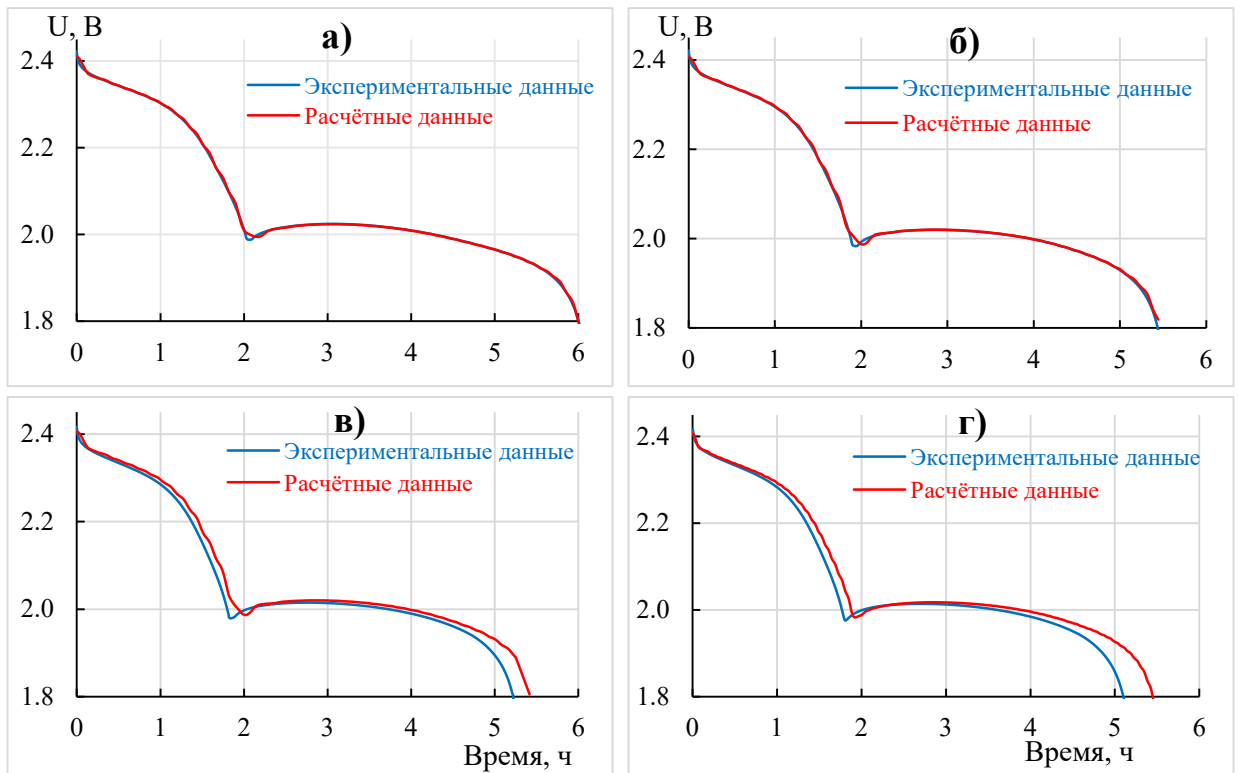 U, В
а)
2.4
2.2
2.0
1.8
Экспериментальные данные
Расчётные данные
0 1 2 3 4 5 6
U, В
б)
2.4
2.2
2.0
1.8
Экспериментальные данные
Расчётные данные
0 1 2 3 4 5 6
в)
2.4
2.2
2.0
1.8
Экспериментальные данные
Расчётные данные
0 1 2 3 4 5 6
Время, ч
г)
2.4
2.2
2.0
1.8
Экспериментальные данные
Расчётные данные
0 1 2 3 4 5 6
Время, ч